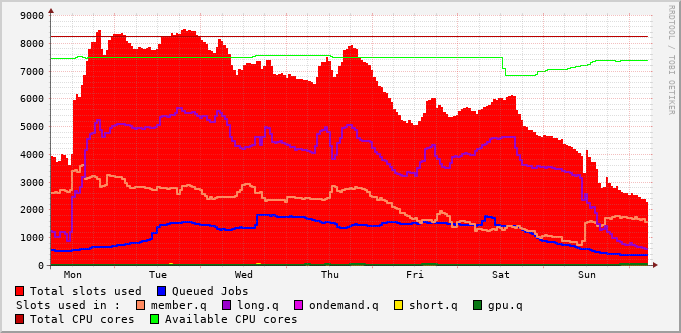 9000
8000
7000
6000
5000
4000
3000
2000
1000
0
Mon Tue Wed Thu Fri Sat Sun
RRDTOOL / TOBI OETIKER
Total slots used Queued Jobs
Slots used in : member.q long.q ondemand.q short.q gpu.q
Total CPU cores Available CPU cores